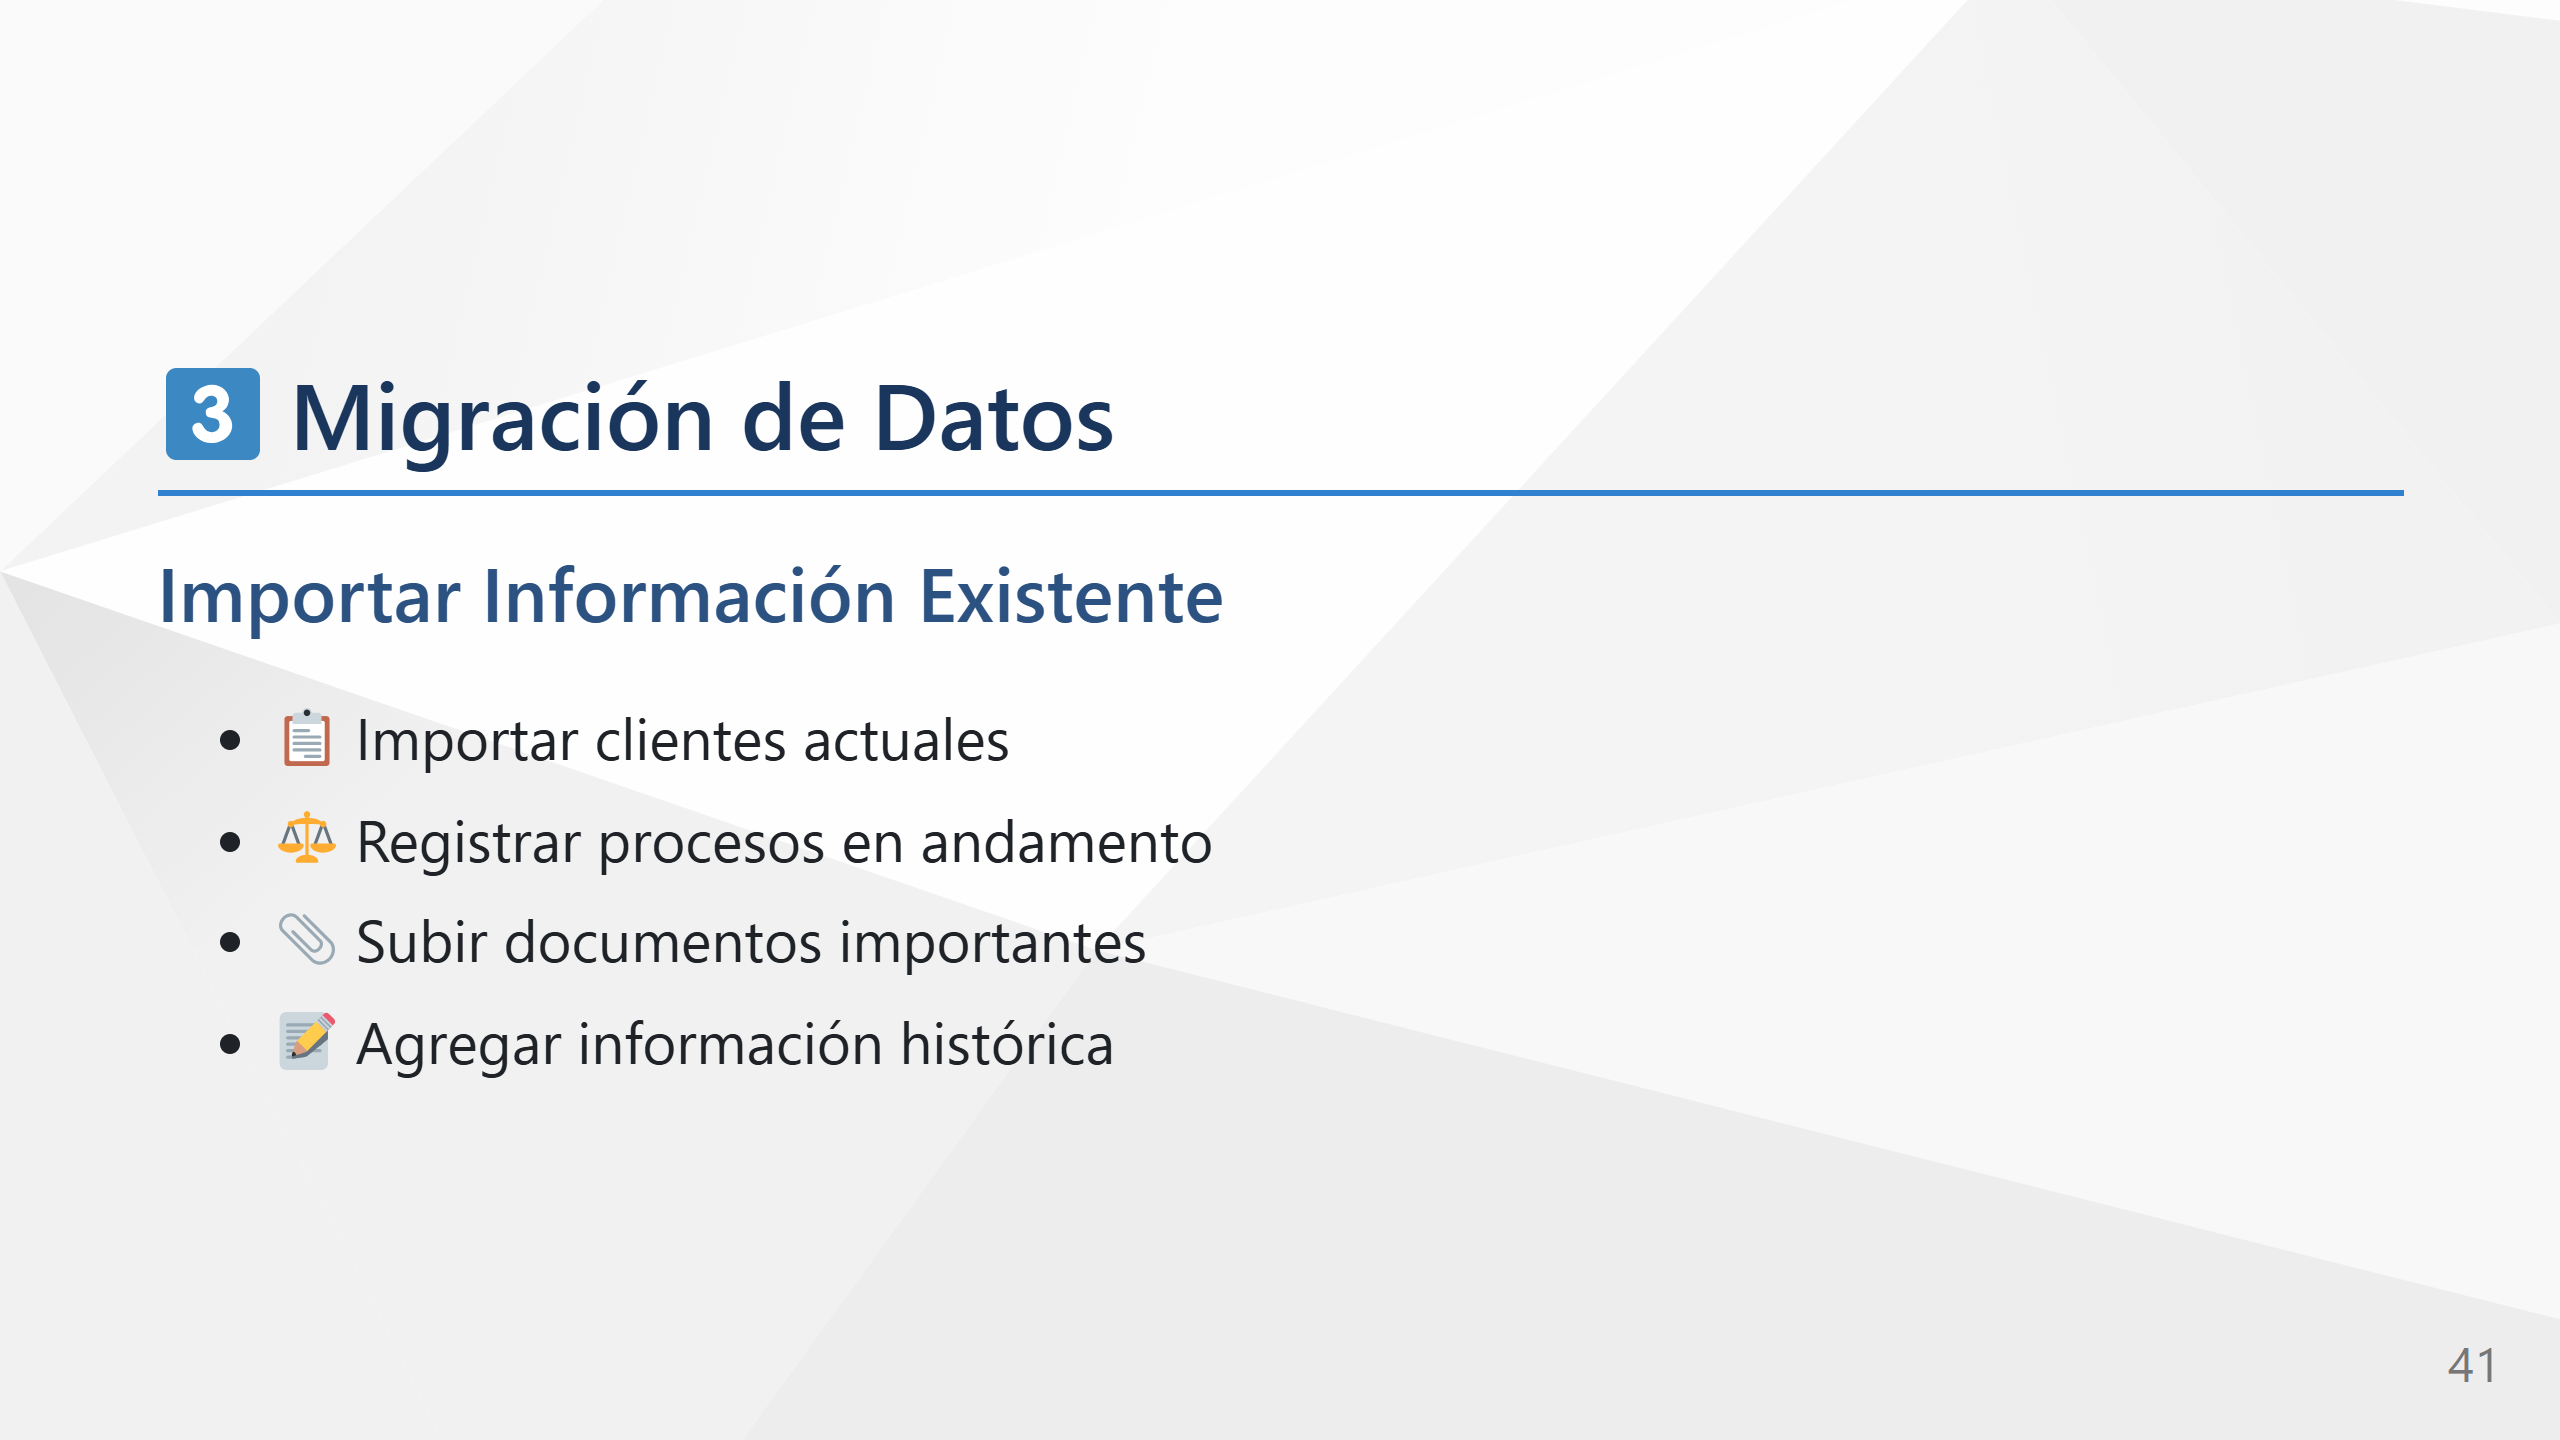 3 Migración de Datos
Importar Información Existente
• 📋 Importar clientes actuales
• ⚖️ Registrar procesos en andamento
• 📎 Subir documentos importantes
• 📝 Agregar información histórica
41